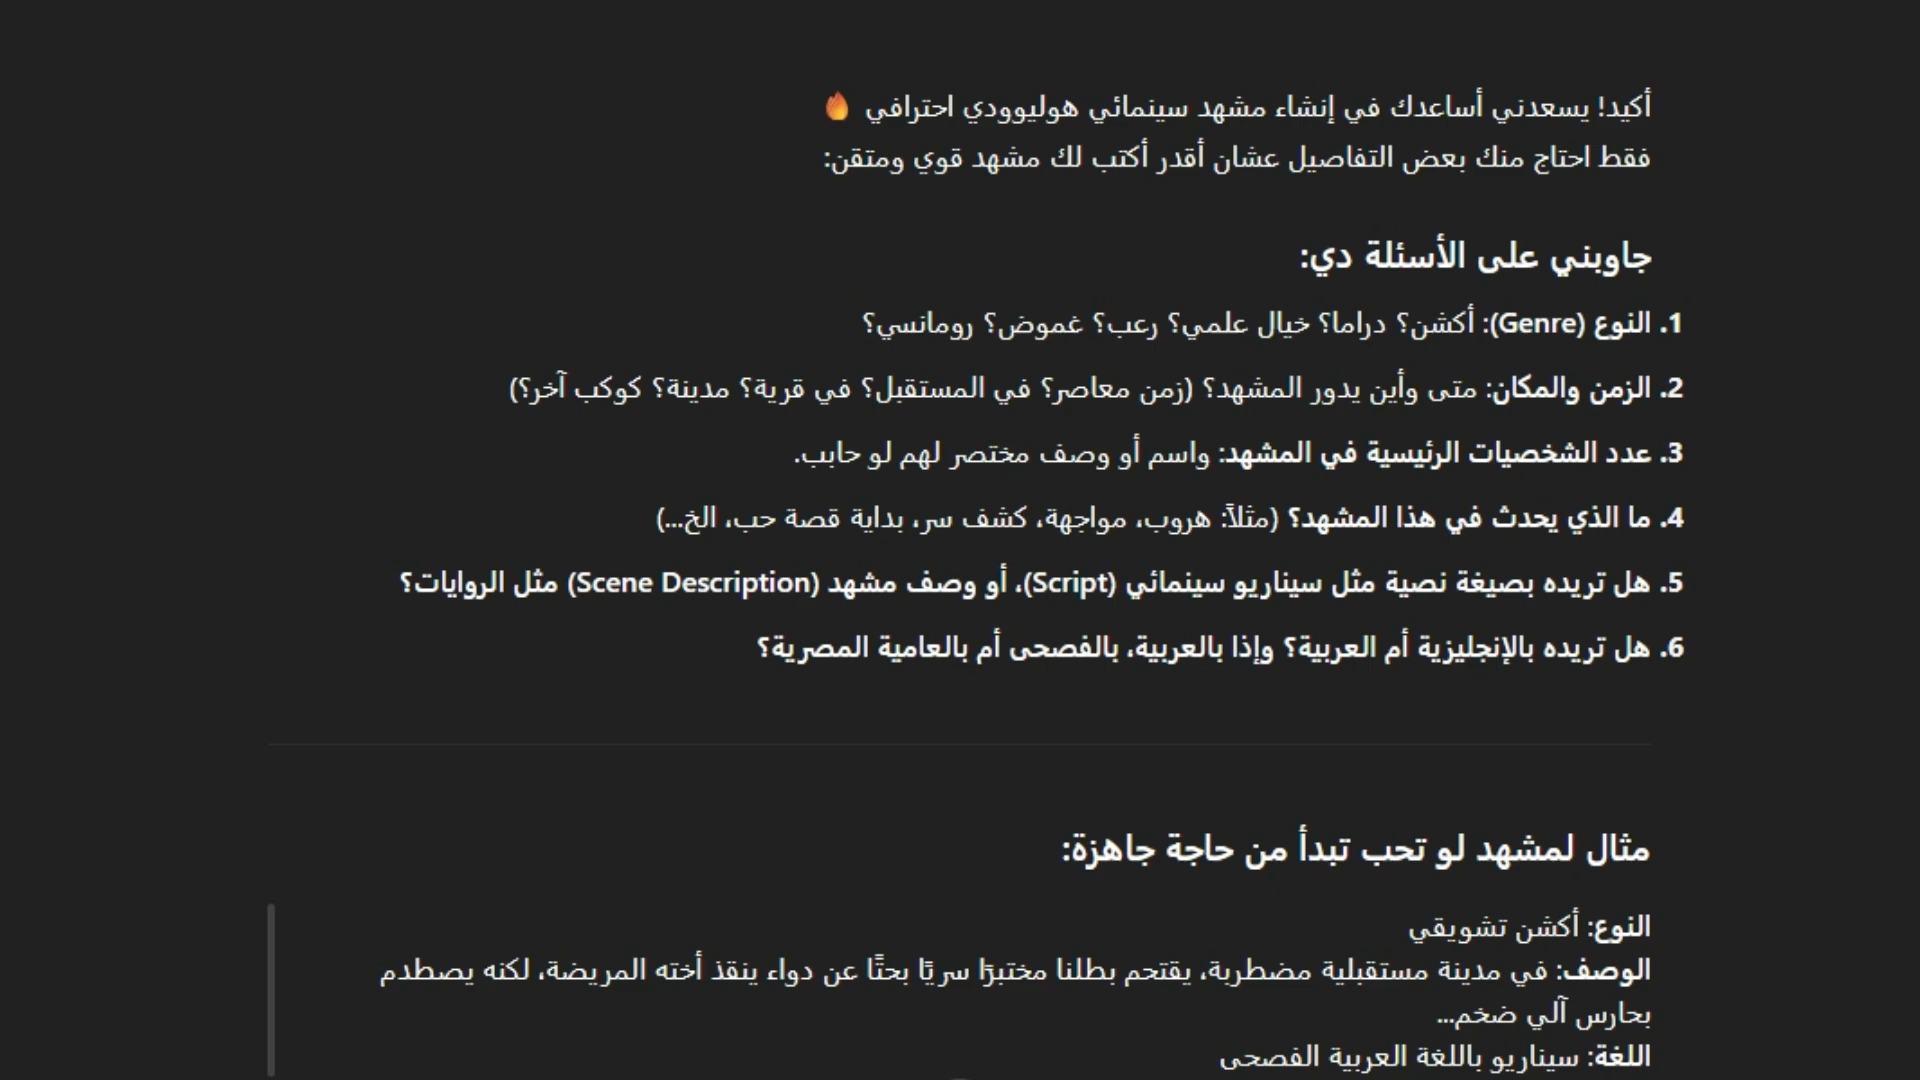 أكيد! يسعدني أساعدك في إنشاء مشهد سينمائي هوليوودي احترافي 🔥
فقط احتاج منك بعض التفاصيل عشان أقدر أكتب لك مشهد قوي ومتقن:
جاوبني على الأسئلة دي:
1. النوع (Genre): أكشن؟ دراما؟ خيال علمي؟ رعب؟ غموض؟ رومانسي؟
2. الزمن والمكان: متى وأين يدور المشهد؟ (زمن معاصر؟ في المستقبل؟ في قرية؟ مدينة؟ كوكب آخر؟)
3. عدد الشخصيات الرئيسية في المشهد: واسم أو وصف مختصر لهم لو حابب.
4. ما الذي يحدث في هذا المشهد؟ (مثلاً: هروب، مواجهة، كشف سر، بداية قصة حب، الخ...)
5. هل تريده بصيغة نصية مثل سيناريو سينمائي (Script)، أو وصف مشهد (Scene Description) مثل الروايات؟
6. هل تريده بالإنجليزية أم العربية؟ وإذا بالعربية، بالفصحى أم بالعامية المصرية؟
مثال لمشهد لو تحب تبدأ من حاجة جاهزة:
النوع: أكشن تشويقي
الوصف: في مدينة مستقبلية مضطربة، يقتحم بطلنا مختبرًا سريًا بحثًا عن دواء ينقذ أخته المريضة، لكنه يصطدم
بحارس آلي ضخم...
اللغة: سيناريو باللغة العربية الفصحى